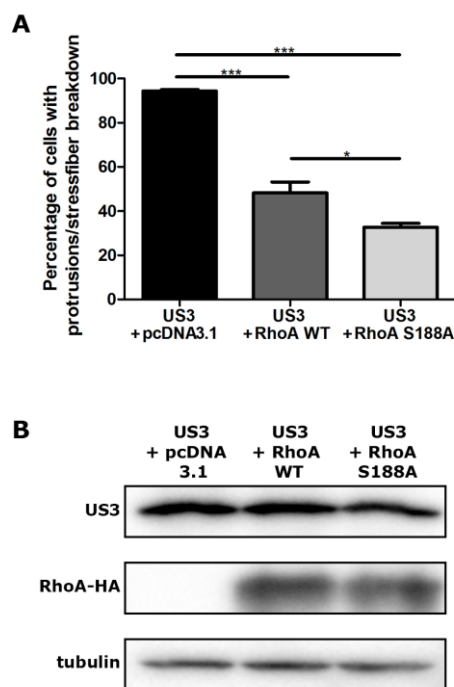 A
***
***
*
Percentage of cells with
protrusions/stressfiber breakdown
100
80
60
40
20
0
US3
+pcDNA3.1
US3
+RhoA WT
US3
+RhoA S188A
B
US3
+ pcDNA
3.1
US3
+ RhoA
WT
US3
+ RhoA
S188A
US3
RhoA-HA
tubulin